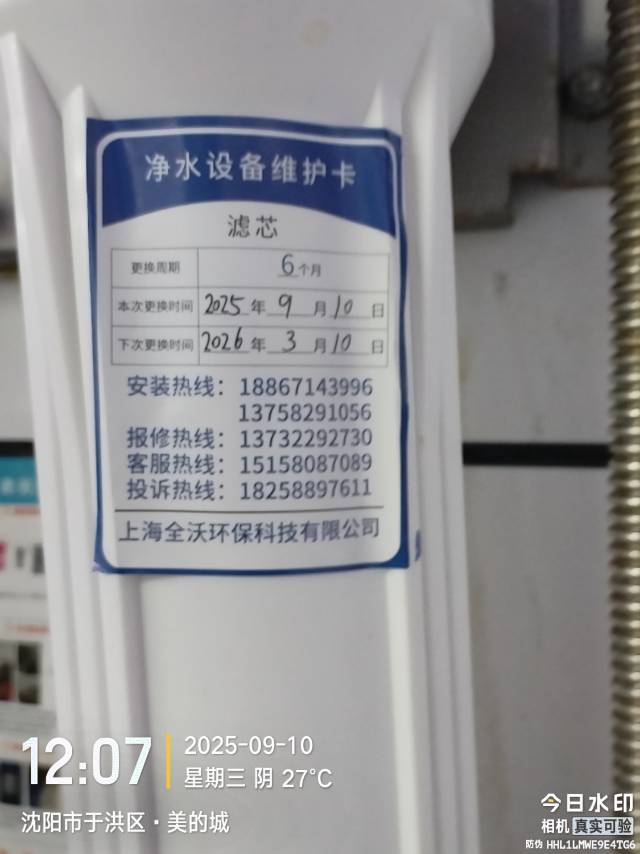 净水设备维护卡
滤芯
更换周期 6个月
本次更换时间 2025年9月10日
下次更换时间 2026年3月10日
安装热线：18867143996
13758291056
报修热线：13732292730
客服热线：15158087089
投诉热线：18258897611
上海全沃环保科技有限公司
12:07
2025-09-10
星期三 阴 27°C
沈阳市于洪区·美的城
今日水印
相机 真实可验
防伪 HHL1LMWE9E4TG6